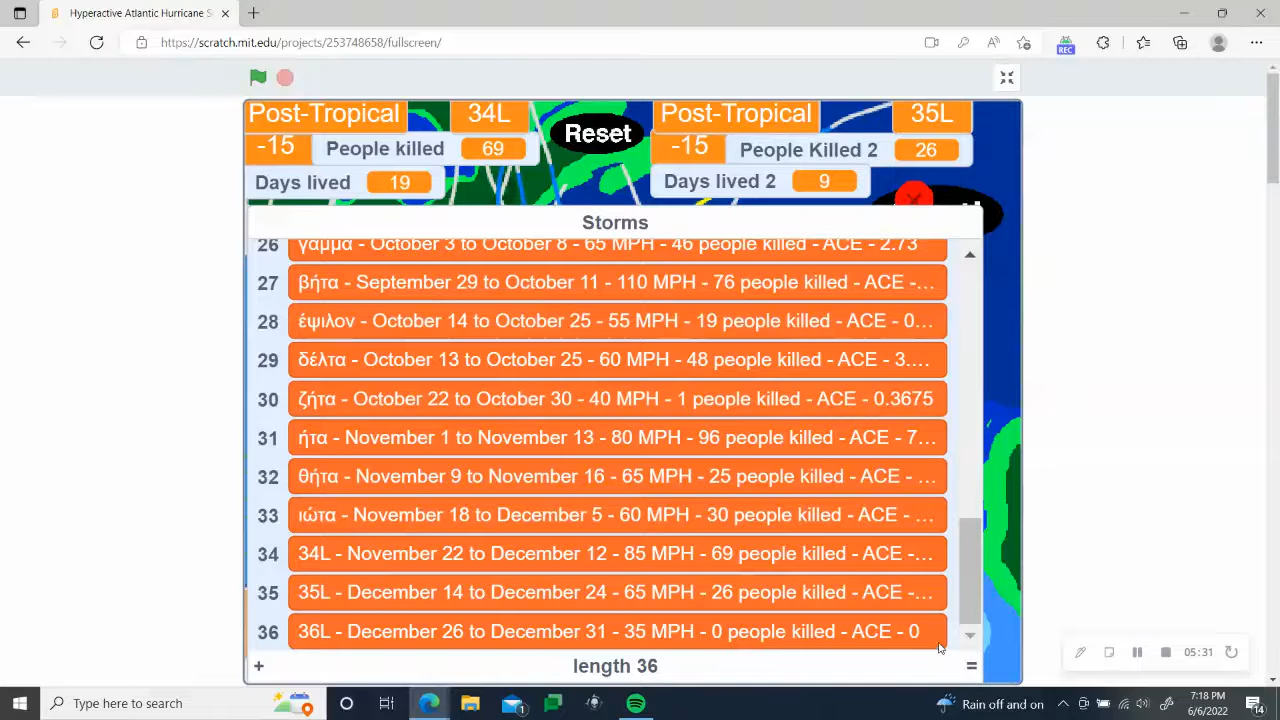 Hyperactive Atlantic Hurricane S
https://scratch.mit.edu/projects/253748658/fullscreen/
REC
Post-Tropical 34L Post-Tropical 35L
Reset
-15 People killed 69 -15 People Killed 2 26
Days lived 19 Days lived 2 9
Storms
26 γάμμα - October 3 to October 8 - 65 MPH - 46 people killed - ACE - 2.73
27 βήτα - September 29 to October 11 - 110 MPH - 76 people killed - ACE -…
28 έψιλον - October 14 to October 25 - 55 MPH - 19 people killed - ACE - 0…
29 δέλτα - October 13 to October 25 - 60 MPH - 48 people killed - ACE - 3.…
30 ζήτα - October 22 to October 30 - 40 MPH - 1 people killed - ACE - 0.3675
31 ήτα - November 1 to November 13 - 80 MPH - 96 people killed - ACE - 7…
32 θήτα - November 9 to November 16 - 65 MPH - 25 people killed - ACE - …
33 ιώτα - November 18 to December 5 - 60 MPH - 30 people killed - ACE - …
34 34L - November 22 to December 12 - 85 MPH - 69 people killed - ACE -…
35 35L - December 14 to December 24 - 65 MPH - 26 people killed - ACE -…
36 36L - December 26 to December 31 - 35 MPH - 0 people killed - ACE - 0
+ length 36 =
05:31
Type here to search
1
Rain off and on
7:18 PM
6/6/2022
14